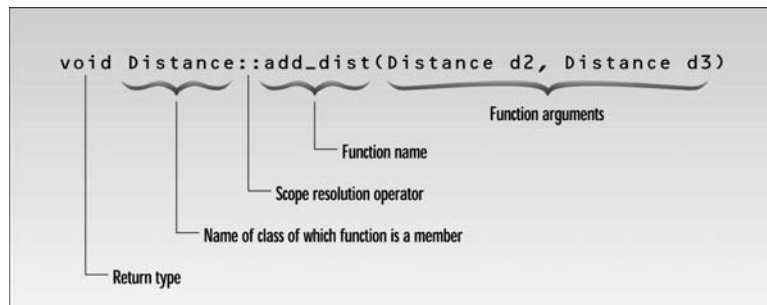 void Distance::add_dist(Distance d2, Distance d3)
Function arguments
Function name
Scope resolution operator
Name of class of which function is a member
Return type